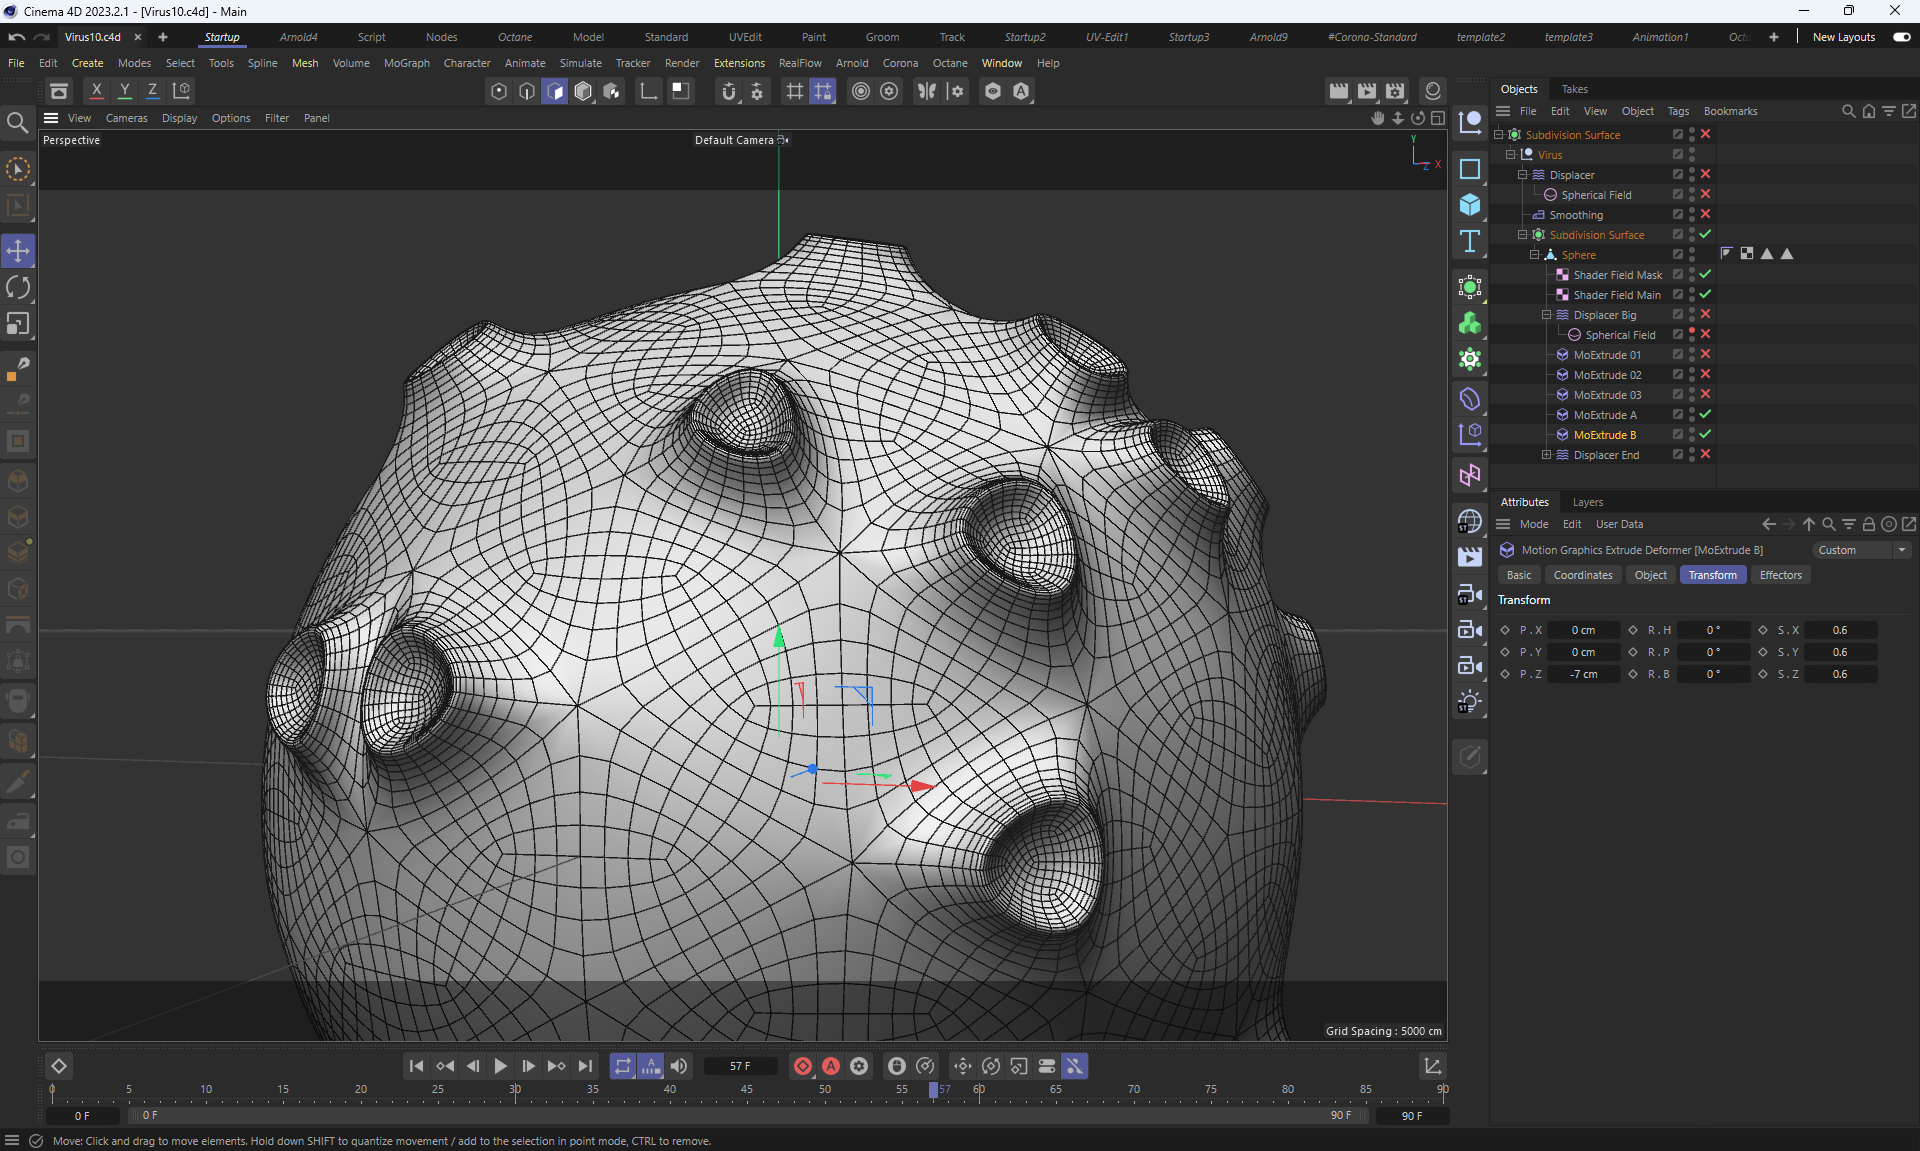 Cinema 4D 2023.2.1 - [Virus10.c4d] - Main
Virus10.c4d × +
Startup Arnold4 Script Nodes Octane Model Standard UVEdit Paint Groom Track Startup2 UV-Edit1 Startup3 Arnold9 #Corona-Standard template2 template3 Animation1 + New Layouts
File Edit Create Modes Select Tools Spline Mesh Volume MoGraph Character Animate Simulate Tracker Render Extensions RealFlow Arnold Corona Octane Window Help
X Y Z
View Cameras Display Options Filter Panel
Perspective
Default Camera
Y
Z X
Grid Spacing : 5000 cm
Objects Takes
File Edit View Object Tags Bookmarks
Subdivision Surface
Virus
Displacer
Spherical Field
Smoothing
Subdivision Surface
Sphere
Shader Field Mask
Shader Field Main
Displacer Big
Spherical Field
MoExtrude 01
MoExtrude 02
MoExtrude 03
MoExtrude A
MoExtrude B
Displacer End
Attributes Layers
Mode Edit User Data
Motion Graphics Extrude Deformer [MoExtrude B] Custom
Basic Coordinates Object Transform Effectors
Transform
P . X 0 cm R . H 0 ° S . X 0.6
P . Y 0 cm R . P 0 ° S . Y 0.6
P . Z -7 cm R . B 0 ° S . Z 0.6
57 F
0 5 10 15 20 25 30 35 40 45 50 55 57 60 65 70 75 80 85 90
0 F 0 F 90 F 90 F
Move: Click and drag to move elements. Hold down SHIFT to quantize movement / add to the selection in point mode, CTRL to remove.